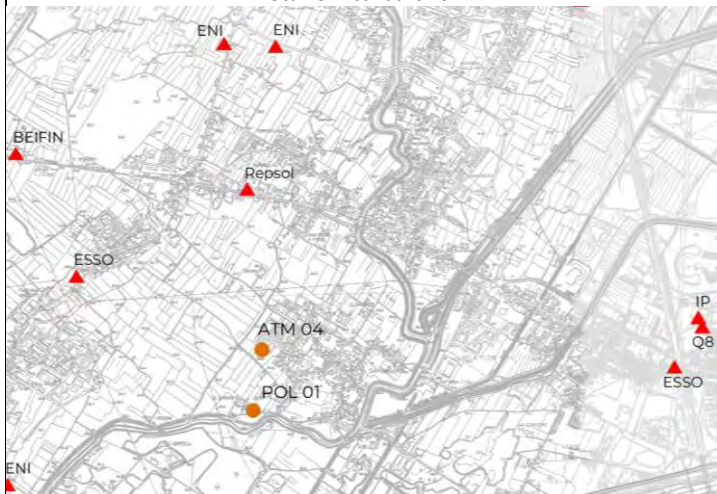 ENI
ENI
BEIFIN
Repsol
ESSO
ATM 04
IP
Q8
ESSO
POL 01
ENI